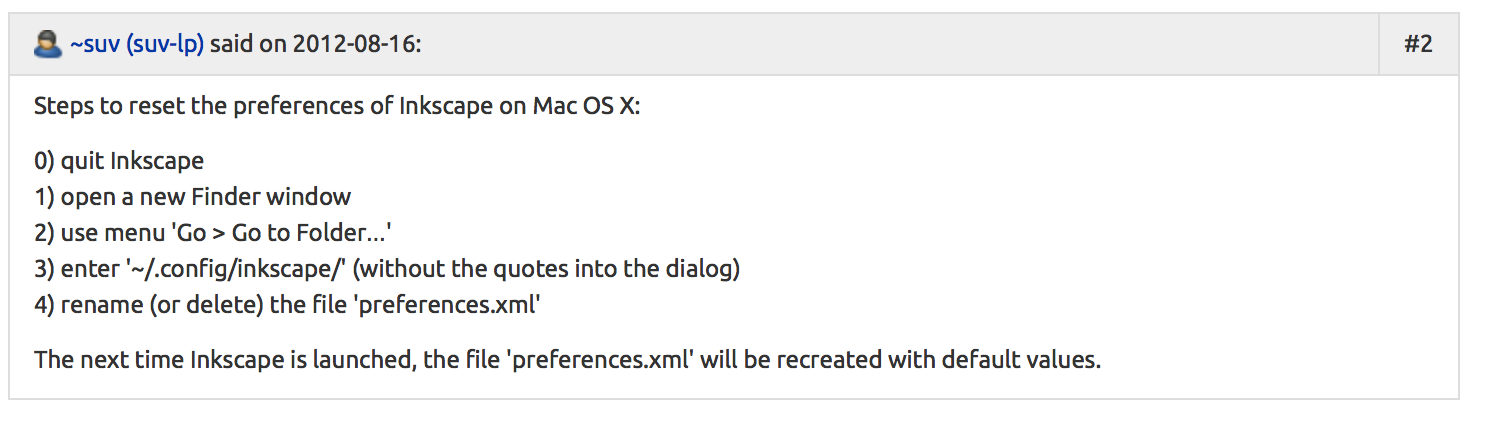 ~suv (suv-lp) said on 2012-08-16: #2
Steps to reset the preferences of Inkscape on Mac OS X:
0) quit Inkscape
1) open a new Finder window
2) use menu 'Go > Go to Folder...'
3) enter '~/.config/inkscape/' (without the quotes into the dialog)
4) rename (or delete) the file 'preferences.xml'
The next time Inkscape is launched, the file 'preferences.xml' will be recreated with default values.